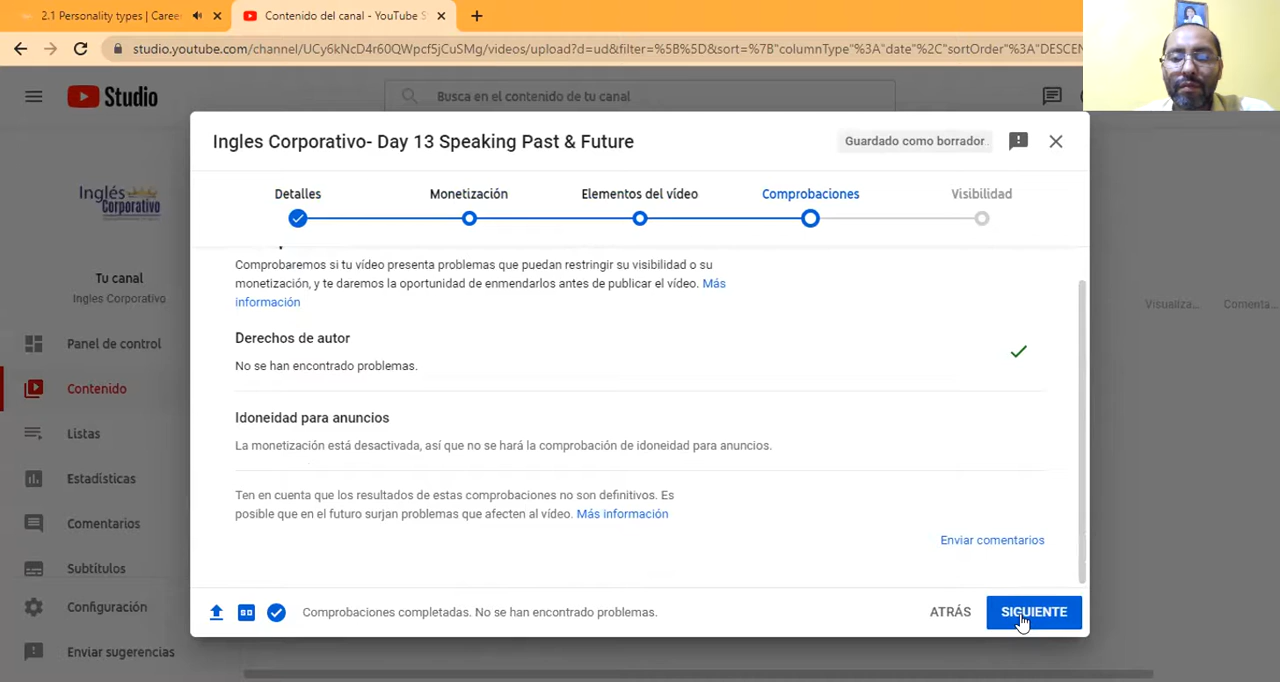 2.1 Personality types | Caree
Contenido del canal - YouTube S
studio.youtube.com/channel/UCy6kNcD4r60QWpcf5jCuSMg/videos/upload?d=ud&filter=%5B%5D&sort=%7B"columnType"%3A"date"%2C"sortOrder"%3A"DESCEN
Studio
Busca en el contenido de tu canal
Ingles Corporativo- Day 13 Speaking Past & Future
Guardado como borrador
Detalles
Monetización
Elementos del vídeo
Comprobaciones
Visibilidad
Inglés
Corporativo
Tu canal
Ingles Corporativo
Panel de control
Contenido
Listas
Estadísticas
Comentarios
Subtítulos
Configuración
Enviar sugerencias
Comprobaremos si tu vídeo presenta problemas que puedan restringir su visibilidad o su
monetización, y te daremos la oportunidad de enmendarlos antes de publicar el vídeo. Más
información
Derechos de autor
No se han encontrado problemas.
Idoneidad para anuncios
La monetización está desactivada, así que no se hará la comprobación de idoneidad para anuncios.
Ten en cuenta que los resultados de estas comprobaciones no son definitivos. Es
posible que en el futuro surjan problemas que afecten al vídeo. Más información
Enviar comentarios
Visualiza...
Comenta...
Comprobaciones completadas. No se han encontrado problemas.
ATRÁS
SIGUIENTE